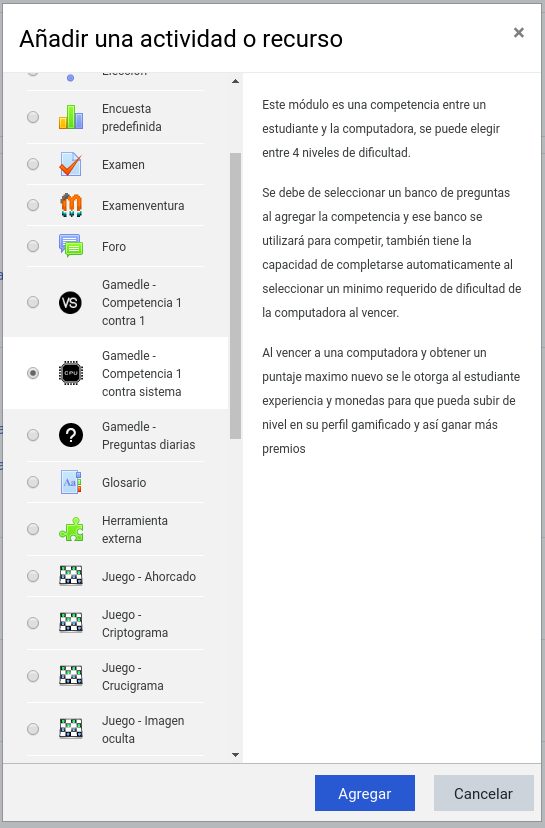 Añadir una actividad o recurso
×
Elección
Encuesta
predefinida
Examen
Examenventura
Foro
VS
Gamedle -
Competencia 1
contra 1
CPU
Gamedle -
Competencia 1
contra sistema
?
Gamedle -
Preguntas diarias
Aa
Glosario
Herramienta
externa
Juego - Ahorcado
Juego -
Criptograma
Juego -
Crucigrama
Juego - Imagen
oculta
Este módulo es una competencia entre un
estudiante y la computadora, se puede elegir
entre 4 niveles de dificultad.
Se debe de seleccionar un banco de preguntas
al agregar la competencia y ese banco se
utilizará para competir, también tiene la
capacidad de completarse automaticamente al
seleccionar un minimo requerido de dificultad de
la computadora al vencer.
Al vencer a una computadora y obtener un
puntaje maximo nuevo se le otorga al estudiante
experiencia y monedas para que pueda subir de
nivel en su perfil gamificado y así ganar más
premios
Agregar
Cancelar